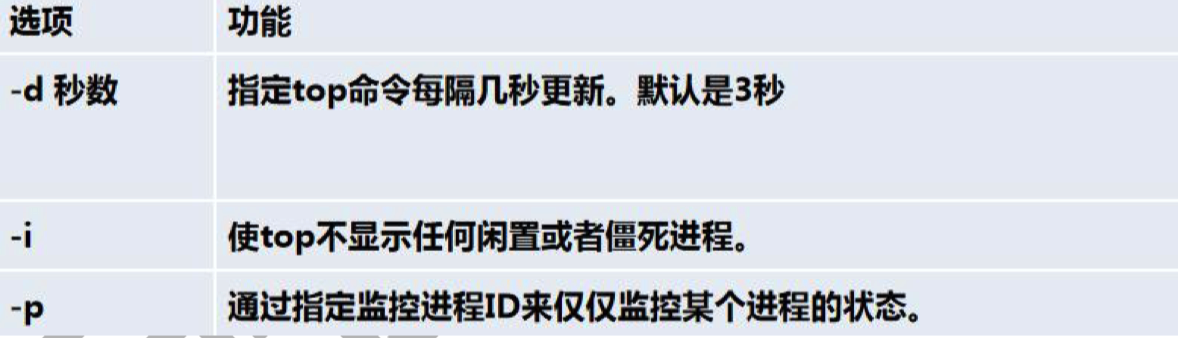 选项 功能
-d 秒数 指定top命令每隔几秒更新。默认是3秒
-i 使top不显示任何闲置或者僵死进程。
-p 通过指定监控进程ID来仅仅监控某个进程的状态。